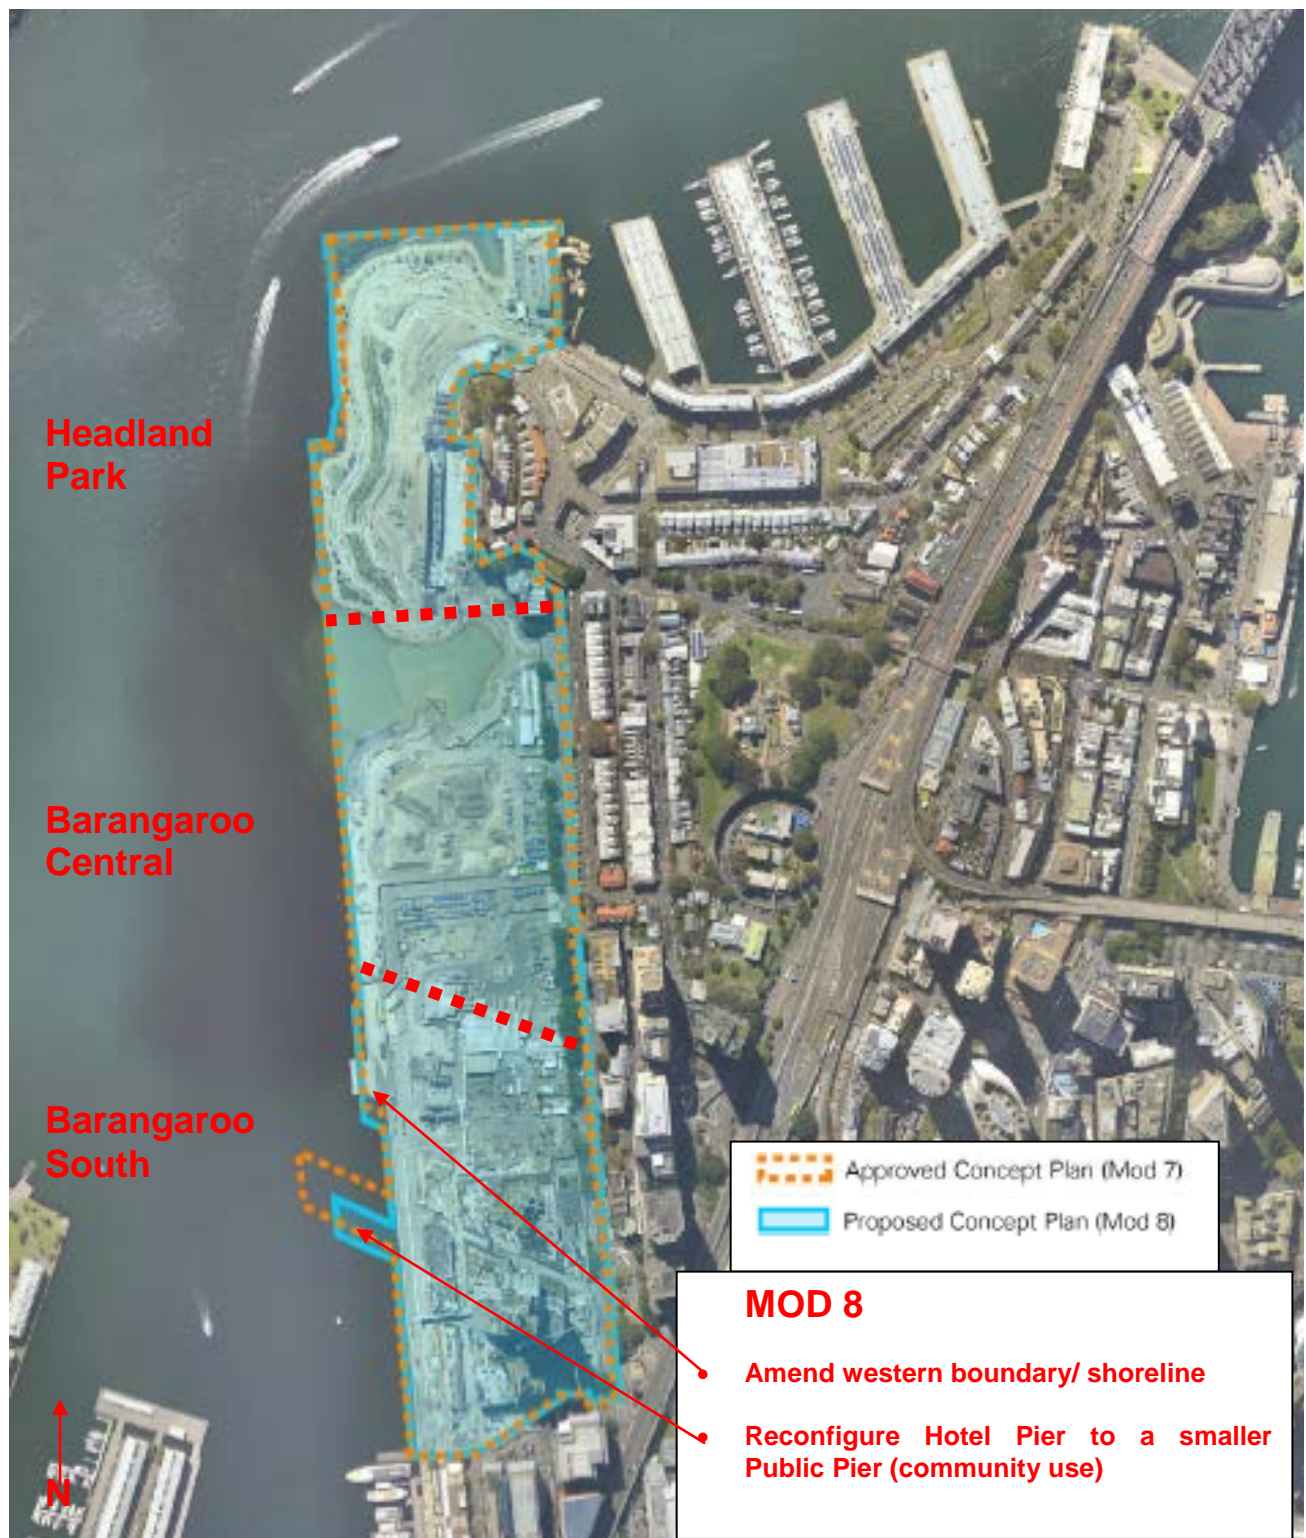 Headland
Park
Barangaroo
Central
Barangaroo
South
Approved Concept Plan (Mod 7)
Proposed Concept Plan (Mod 8)
MOD 8
• Amend western boundary/ shoreline
• Reconfigure Hotel Pier to a smaller
Public Pier (community use)
N